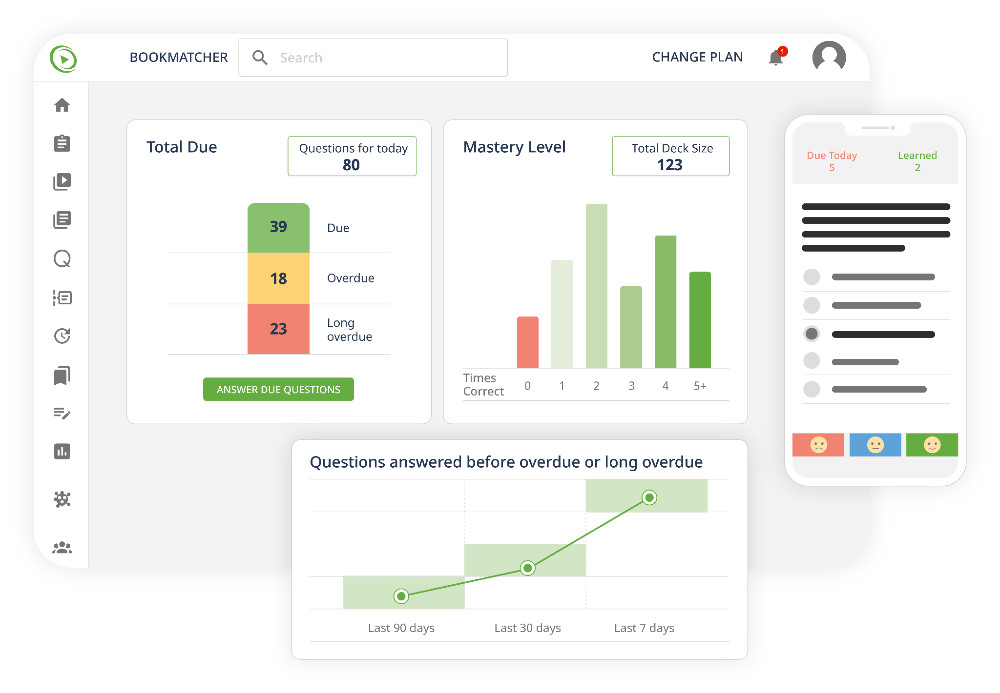 BOOKMATCHER
Search
CHANGE PLAN
1
Total Due
Questions for today
80
39
Due
18
Overdue
23
Long
overdue
ANSWER DUE QUESTIONS
Mastery Level
Total Deck Size
123
Times
Correct
0 1 2 3 4 5+
Due Today
5
Learned
2
Questions answered before overdue or long overdue
Last 90 days Last 30 days Last 7 days